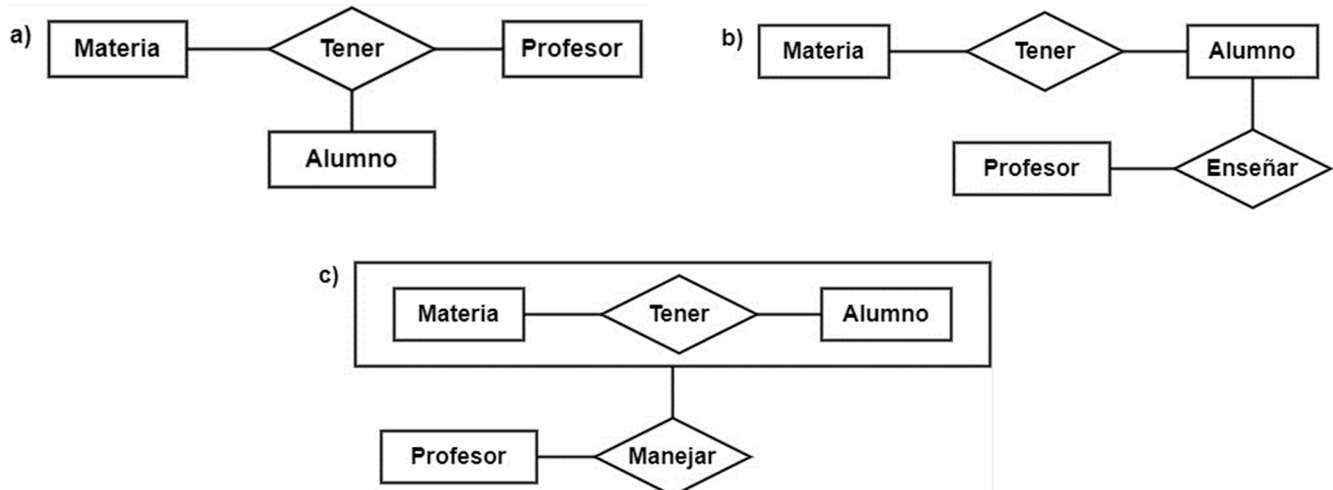 a) Materia Tener Profesor
Alumno
b) Materia Tener Alumno
Profesor Enseñar
c) Materia Tener Alumno
Profesor Manejar